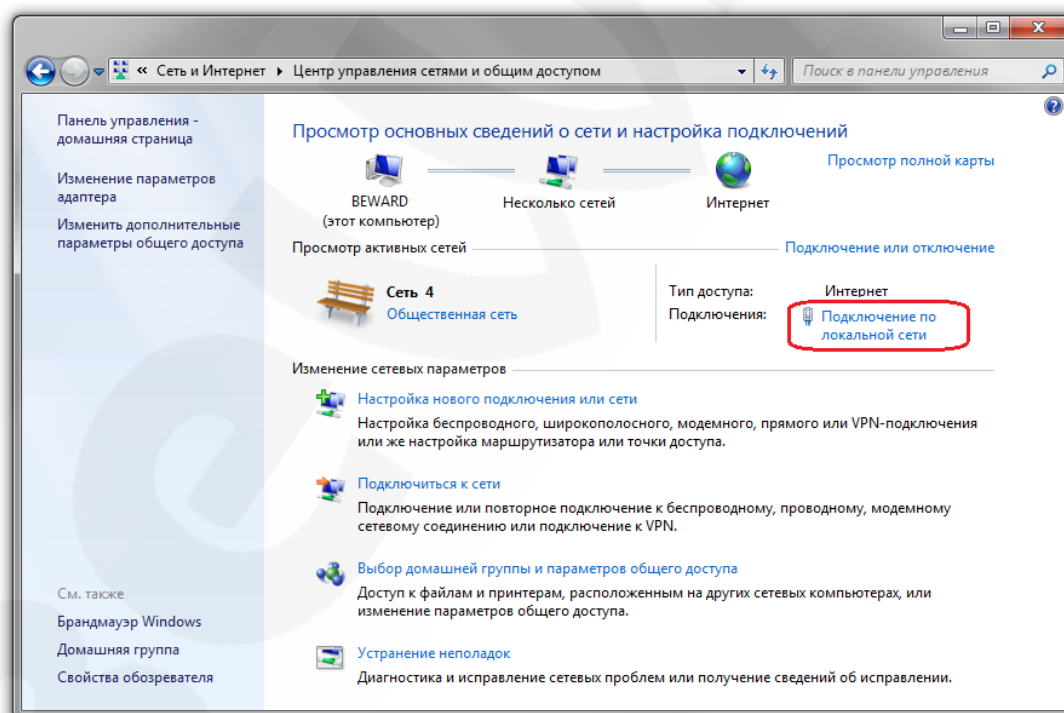 « Сеть и Интернет ▸ Центр управления сетями и общим доступом
Поиск в панели управления
Панель управления -
домашняя страница
Изменение параметров
адаптера
Изменить дополнительные
параметры общего доступа
См. также
Брандмауэр Windows
Домашняя группа
Свойства обозревателя
Просмотр основных сведений о сети и настройка подключений
Просмотр полной карты
BEWARD
(этот компьютер)
Несколько сетей
Интернет
Просмотр активных сетей
Подключение или отключение
Сеть 4
Общественная сеть
Тип доступа: Интернет
Подключения: Подключение по
локальной сети
Изменение сетевых параметров
Настройка нового подключения или сети
Настройка беспроводного, широкополосного, модемного, прямого или VPN-подключения
или же настройка маршрутизатора или точки доступа.
Подключиться к сети
Подключение или повторное подключение к беспроводному, проводному, модемному
сетевому соединению или подключение к VPN.
Выбор домашней группы и параметров общего доступа
Доступ к файлам и принтерам, расположенным на других сетевых компьютерах, или
изменение параметров общего доступа.
Устранение неполадок
Диагностика и исправление сетевых проблем или получение сведений об исправлении.